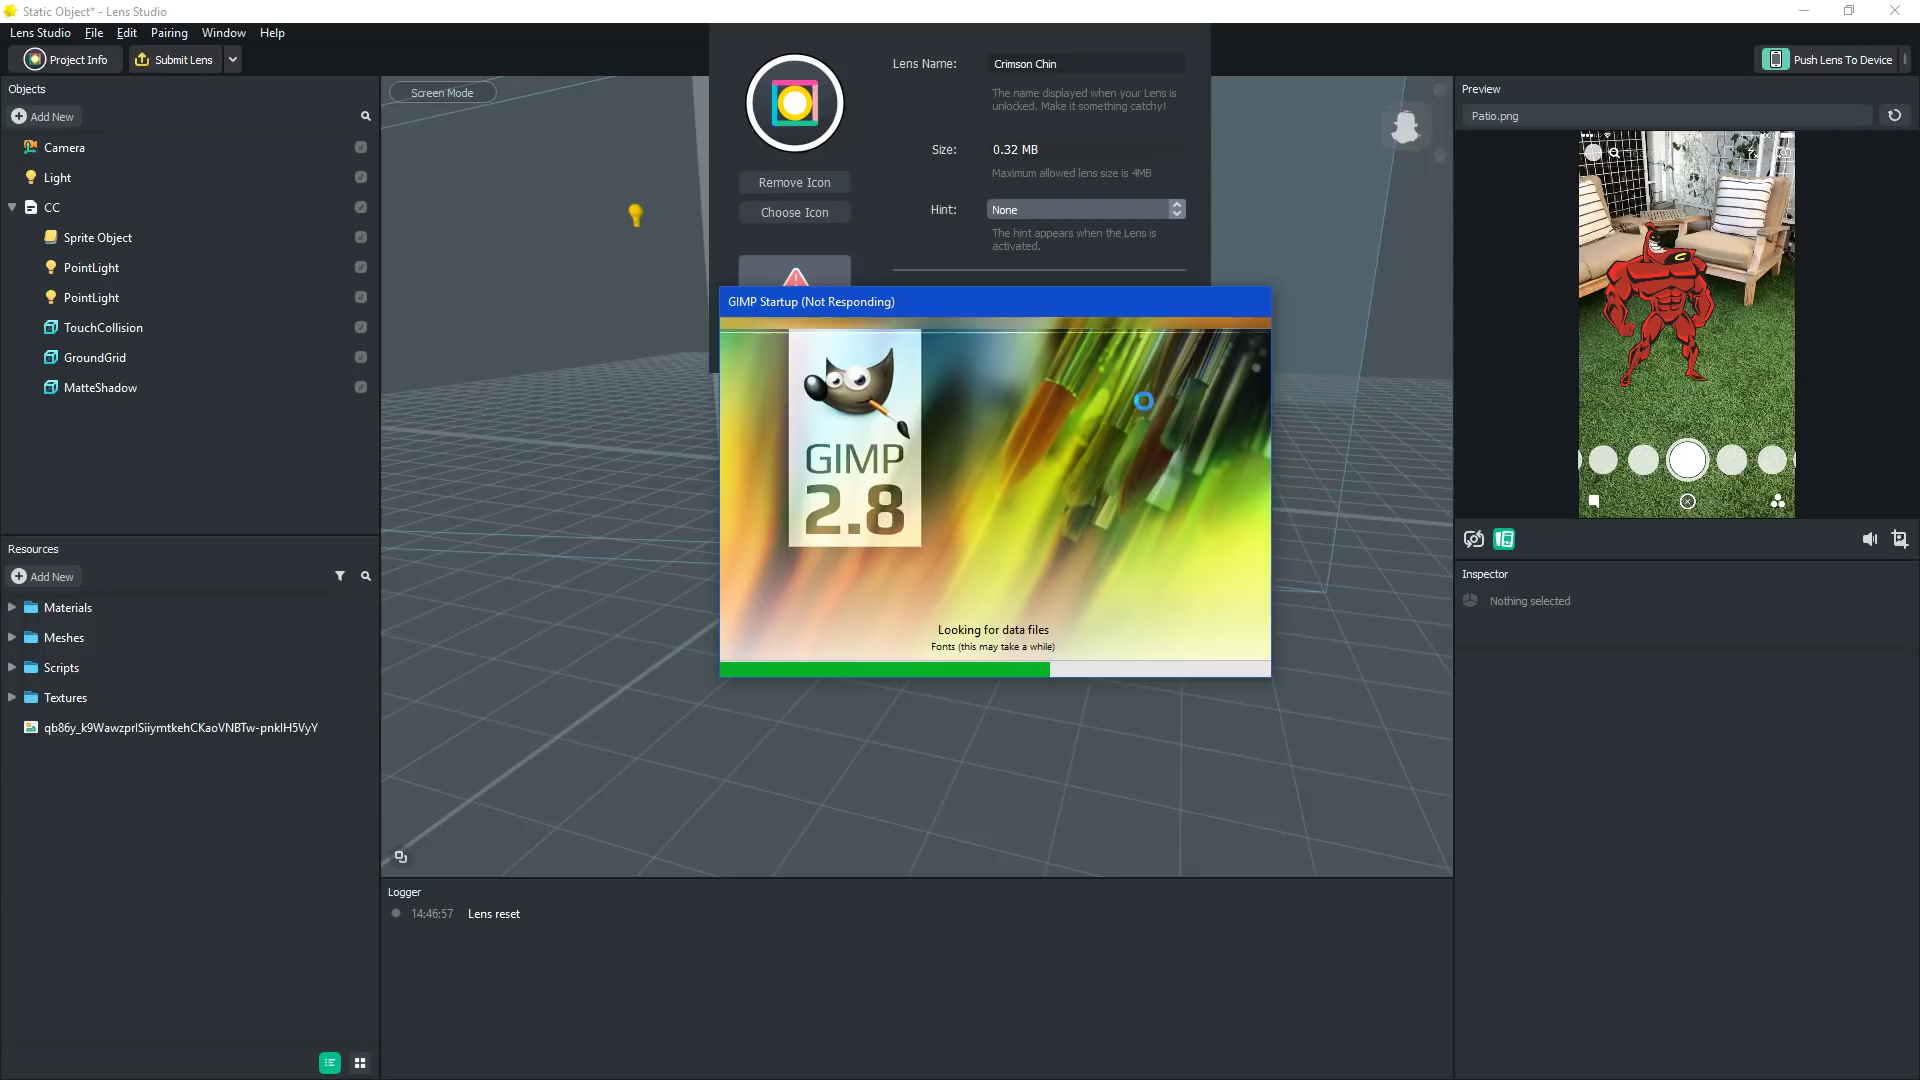 Static Object* - Lens Studio
Lens Studio
File
Edit
Pairing
Window
Help
Project Info
Submit Lens
Push Lens To Device
Objects
Add New
Camera
Light
CC
Sprite Object
PointLight
PointLight
TouchCollision
GroundGrid
MatteShadow
Resources
Add New
Materials
Meshes
Scripts
Textures
Screen Mode
Lens Name:
Crimson Chin
The name displayed when your Lens is
unlocked. Make it something catchy!
Size:
0.32 MB
Maximum allowed lens size is 4MB
Remove Icon
Choose Icon
Hint:
None
The hint appears when the Lens is
activated.
GIMP Startup (Not Responding)
GIMP
2.8
Looking for data files
Fonts (this may take a while)
Logger
14:46:57
Lens reset
Preview
Patio.png
C
Inspector
Nothing selected